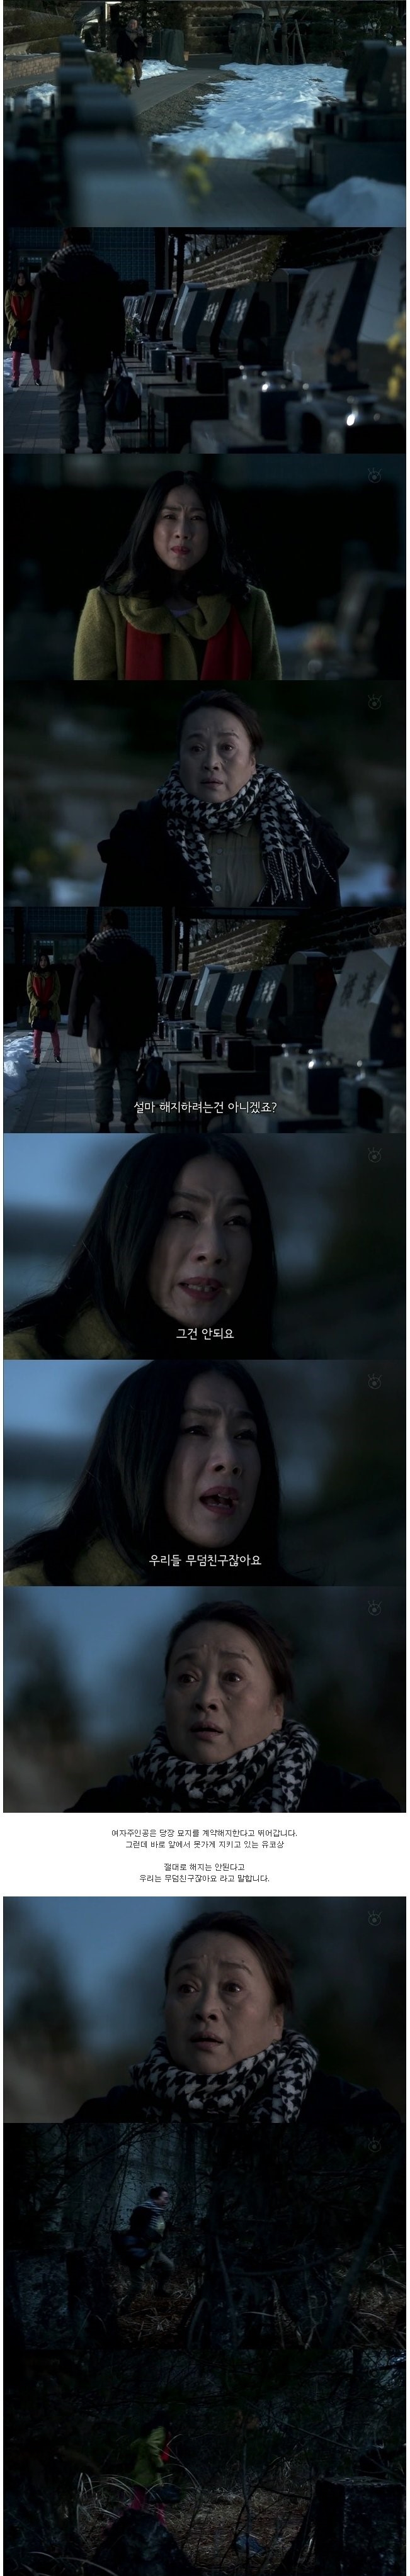 설마 해지하려는건 아니겠죠?
그건 안되요
우리들 무덤친구잖아요
여자주인공은 당장 묘지를 계약해지한다고 뛰어갑니다.
그런데 바로 앞에서 못가게 지키고 있는 유코상
절대로 해지는 안된다고
우리는 무덤친구잖아요 라고 말합니다.